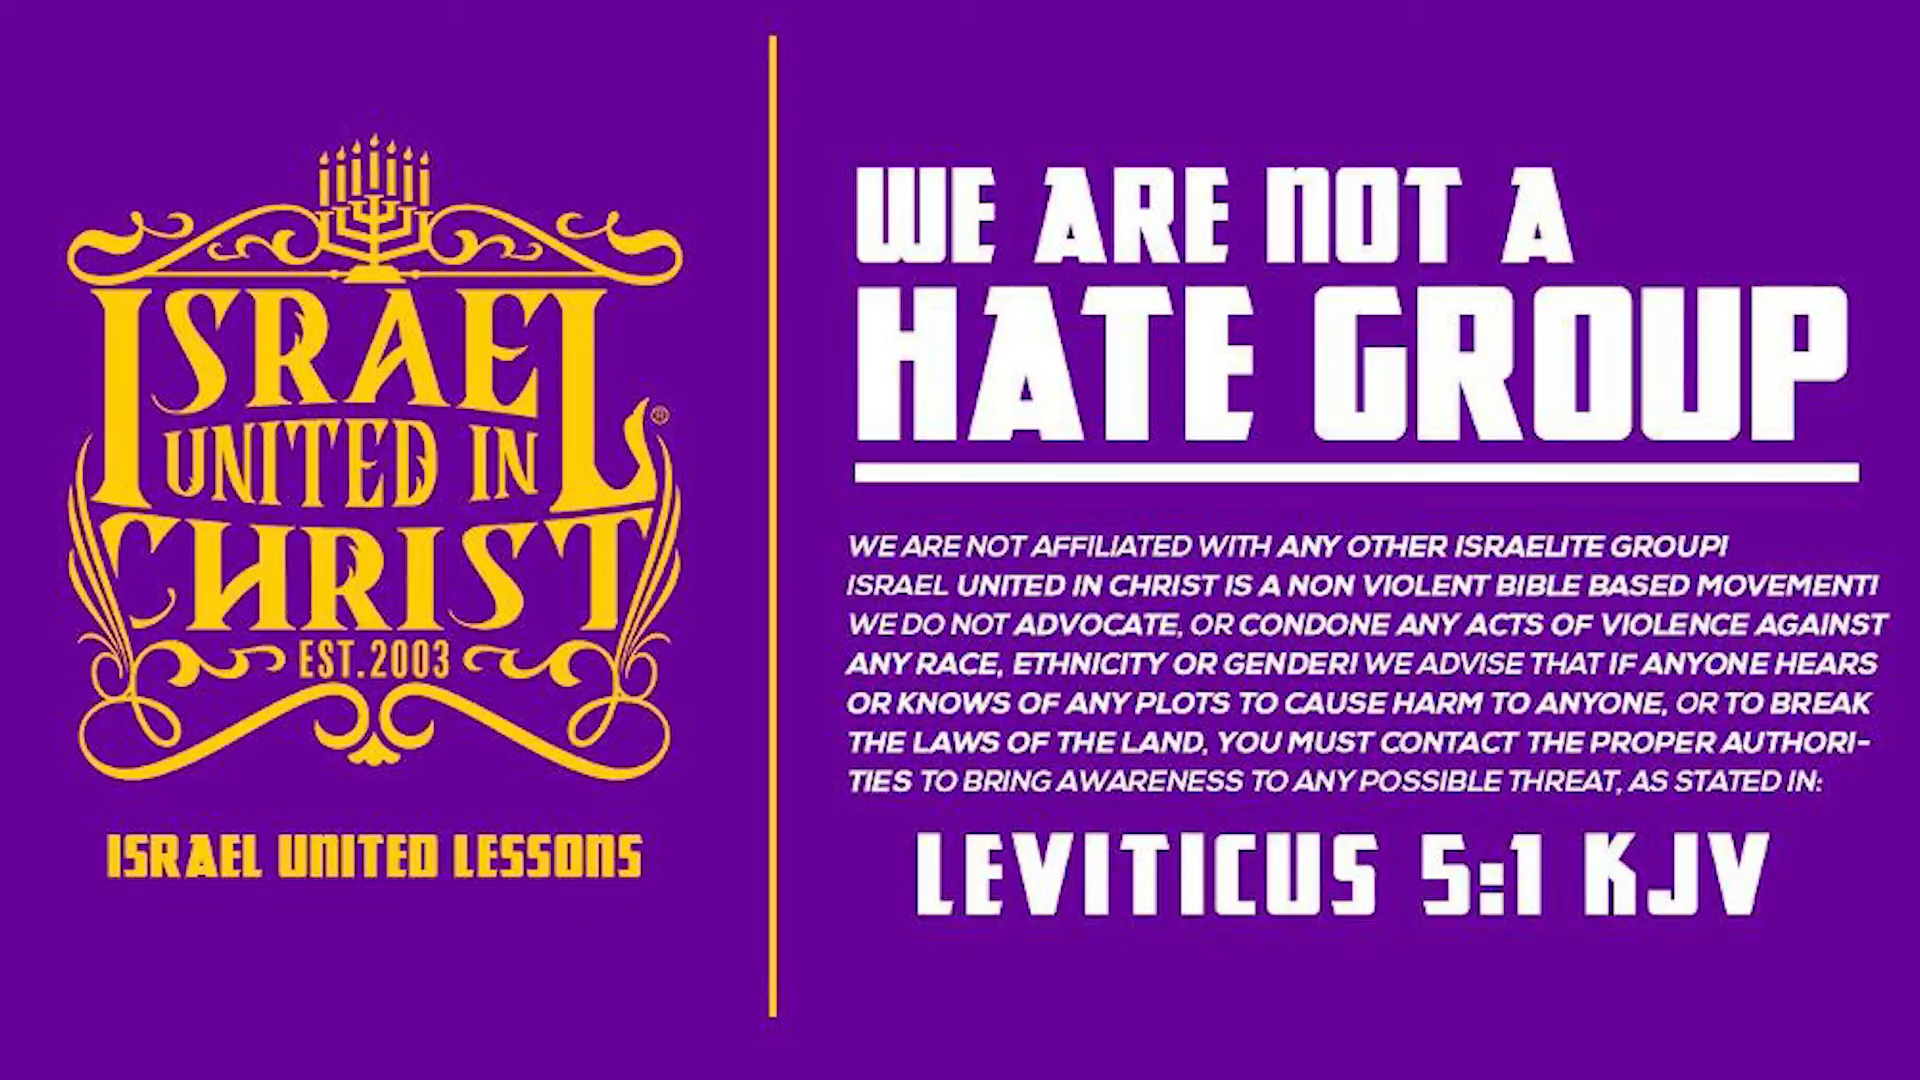 ISRAEL
UNITED IN
CHRIST
EST.2003
ISRAEL UNITED LESSONS
WE ARE NOT A
HATE GROUP
WE ARE NOT AFFILIATED WITH ANY OTHER ISRAELITE GROUP!
ISRAEL UNITED IN CHRIST IS A NON VIOLENT BIBLE BASED MOVEMENT!
WE DO NOT ADVOCATE, OR CONDONE ANY ACTS OF VIOLENCE AGAINST
ANY RACE, ETHNICITY OR GENDER! WE ADVISE THAT IF ANYONE HEARS
OR KNOWS OF ANY PLOTS TO CAUSE HARM TO ANYONE, OR TO BREAK
THE LAWS OF THE LAND, YOU MUST CONTACT THE PROPER AUTHORI-
TIES TO BRING AWARENESS TO ANY POSSIBLE THREAT, AS STATED IN:
LEVITICUS 5:1 KJV